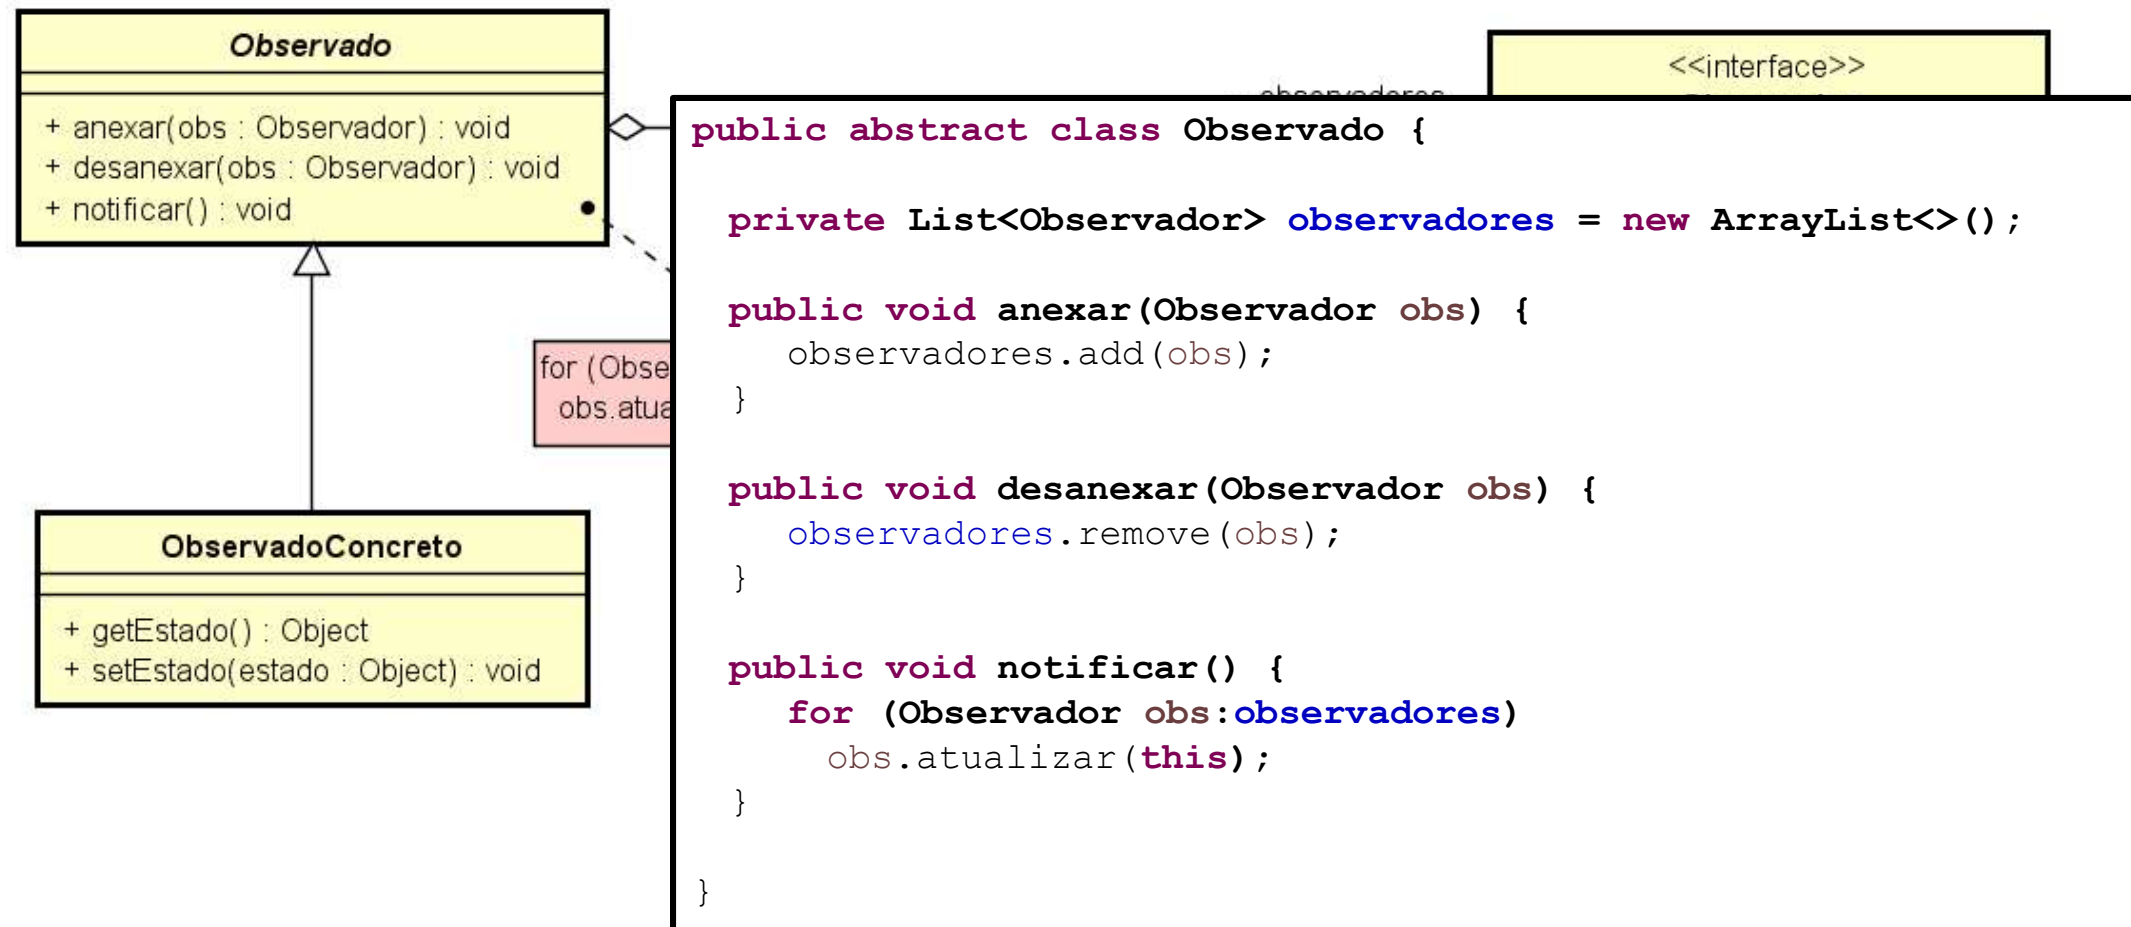 Observado
+ anexar(obs : Observador) : void
+ desanexar(obs : Observador) : void
+ notificar() : void
<<interface>>
observadores
for (Obse
obs.atua
ObservadoConcreto
+ getEstado() : Object
+ setEstado(estado : Object) : void
public abstract class Observado {
private List<Observador> observadores = new ArrayList<>();
public void anexar(Observador obs) {
observadores.add(obs);
}
public void desanexar(Observador obs) {
observadores.remove(obs);
}
public void notificar() {
for (Observador obs:observadores)
obs.atualizar(this);
}
}